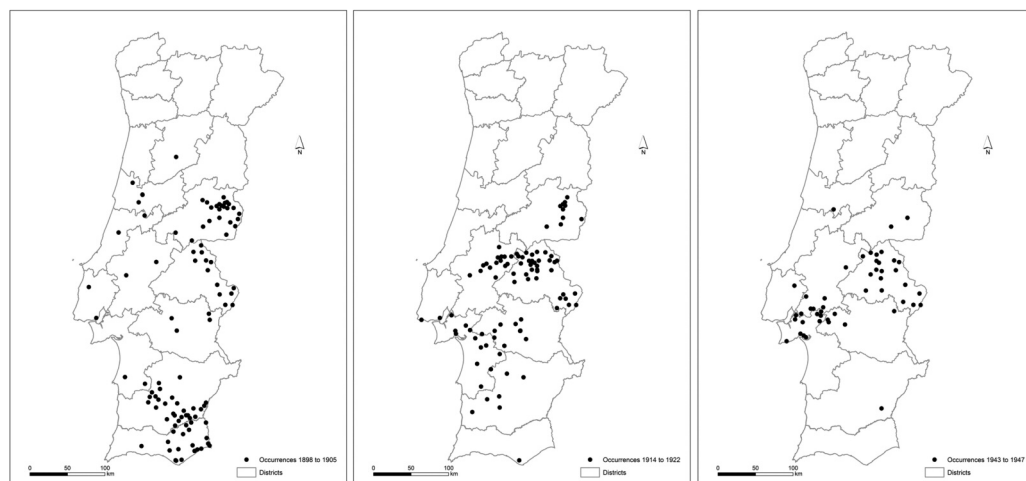 N
Occurrences 1898 to 1905
Districts
0 50 100
km
N
Occurrences 1914 to 1922
Districts
0 50 100
km
N
Occurrences 1943 to 1947
Districts
0 50 100
km